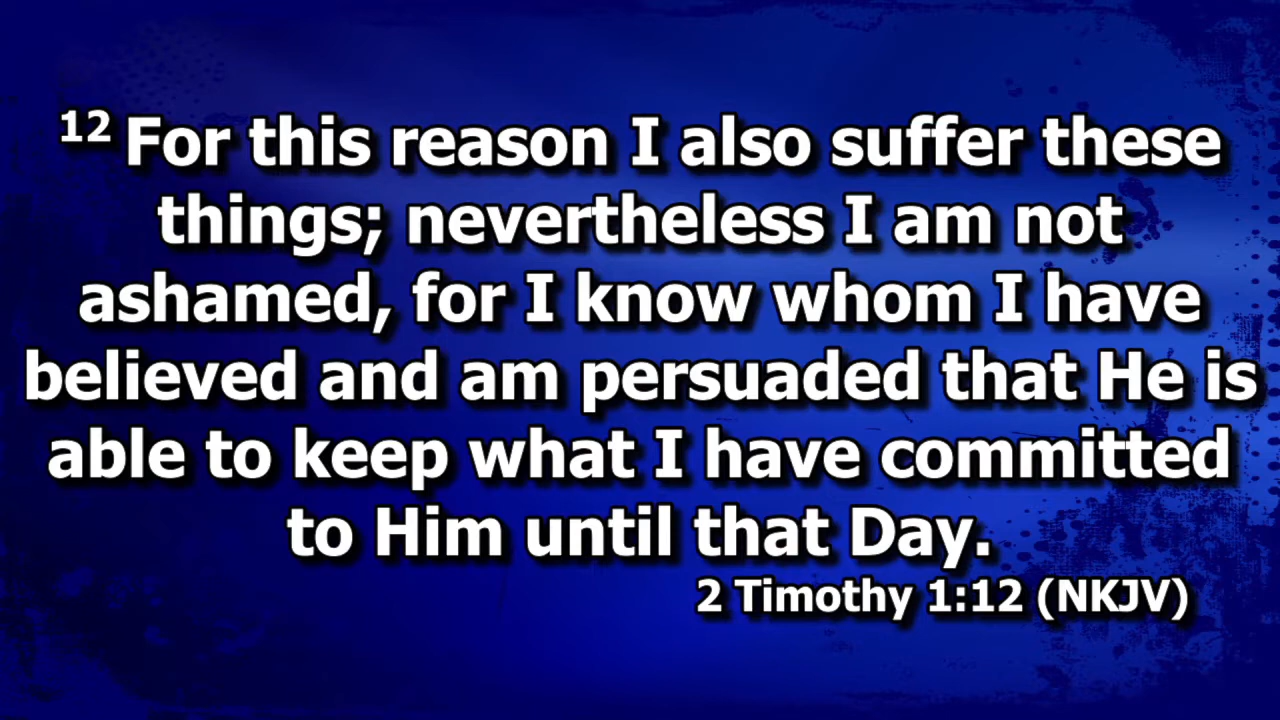 12 For this reason I also suffer these
things; nevertheless I am not
ashamed, for I know whom I have
believed and am persuaded that He is
able to keep what I have committed
to Him until that Day.
2 Timothy 1:12 (NKJV)